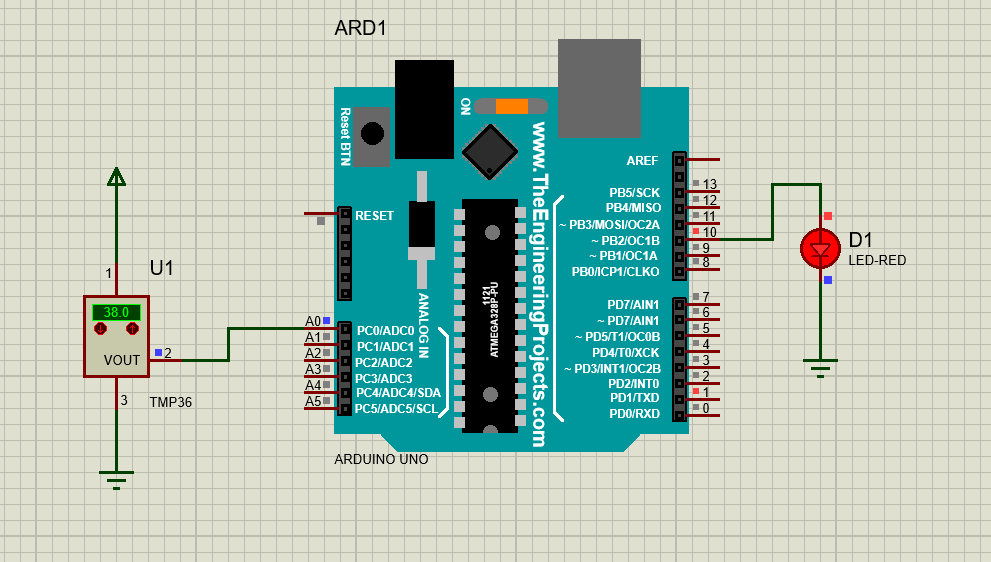 ARD1
Reset BTN
ON
www.TheEngineeringProjects.com
RESET
ANALOG IN
1121
ATMEGA328P-PU
AREF
PB5/SCK 13
PB4/MISO 12
~ PB3/MOSI/OC2A 11
~ PB2/OC1B 10
~ PB1/OC1A 9
PB0/ICP1/CLKO 8
PD7/AIN1 7
~ PD7/AIN1 6
~ PD5/T1/OC0B 5
PD4/T0/XCK 4
~ PD3/INT1/OC2B 3
PD2/INT0 2
PD1/TXD 1
PD0/RXD 0
A0 PC0/ADC0
A1 PC1/ADC1
A2 PC2/ADC2
A3 PC3/ADC3
A4 PC4/ADC4/SDA
A5 PC5/ADC5/SCL
ARDUINO UNO
U1
1
38.0
VOUT 2
3
TMP36
D1
LED-RED